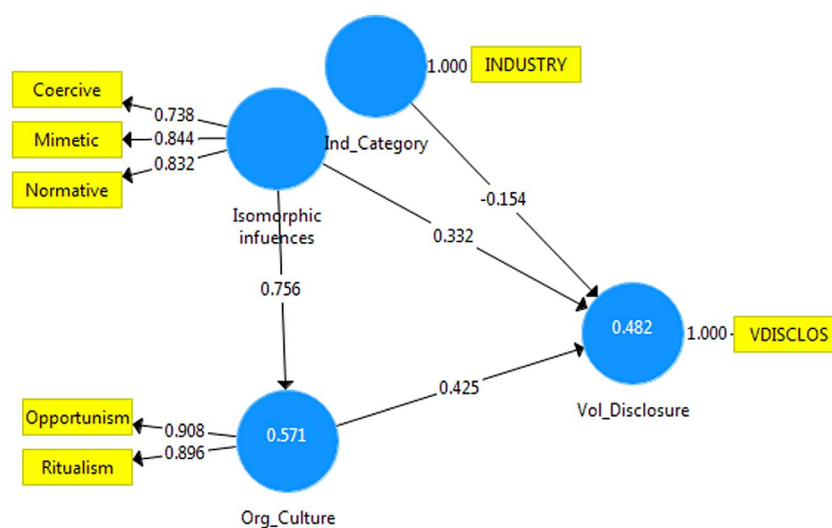 Coercive
Mimetic
Normative
0.738
0.844
0.832
1.000
INDUSTRY
Ind_Category
Isomorphic
infuences
-0.154
0.332
0.756
0.482
1.000
VDISCLOS
Vol_Disclosure
0.425
Opportunism
Ritualism
0.908
0.896
0.571
Org_Culture